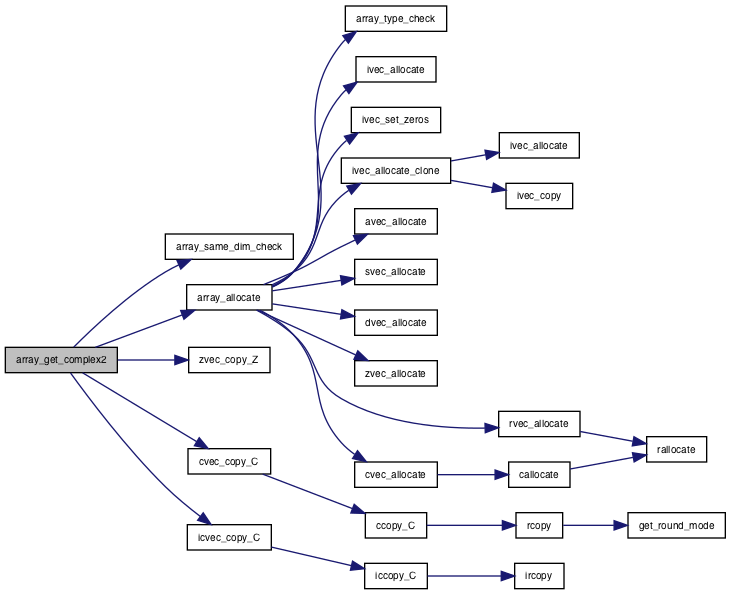 array_type_check
ivec_allocate
ivec_set_zeros
ivec_allocate_clone
ivec_allocate
ivec_copy
avec_allocate
array_same_dim_check
svec_allocate
array_allocate
dvec_allocate
array_get_complex2
zvec_copy_Z
zvec_allocate
rvec_allocate
rallocate
cvec_copy_C
cvec_allocate
callocate
ccopy_C
rcopy
get_round_mode
icvec_copy_C
iccopy_C
ircopy